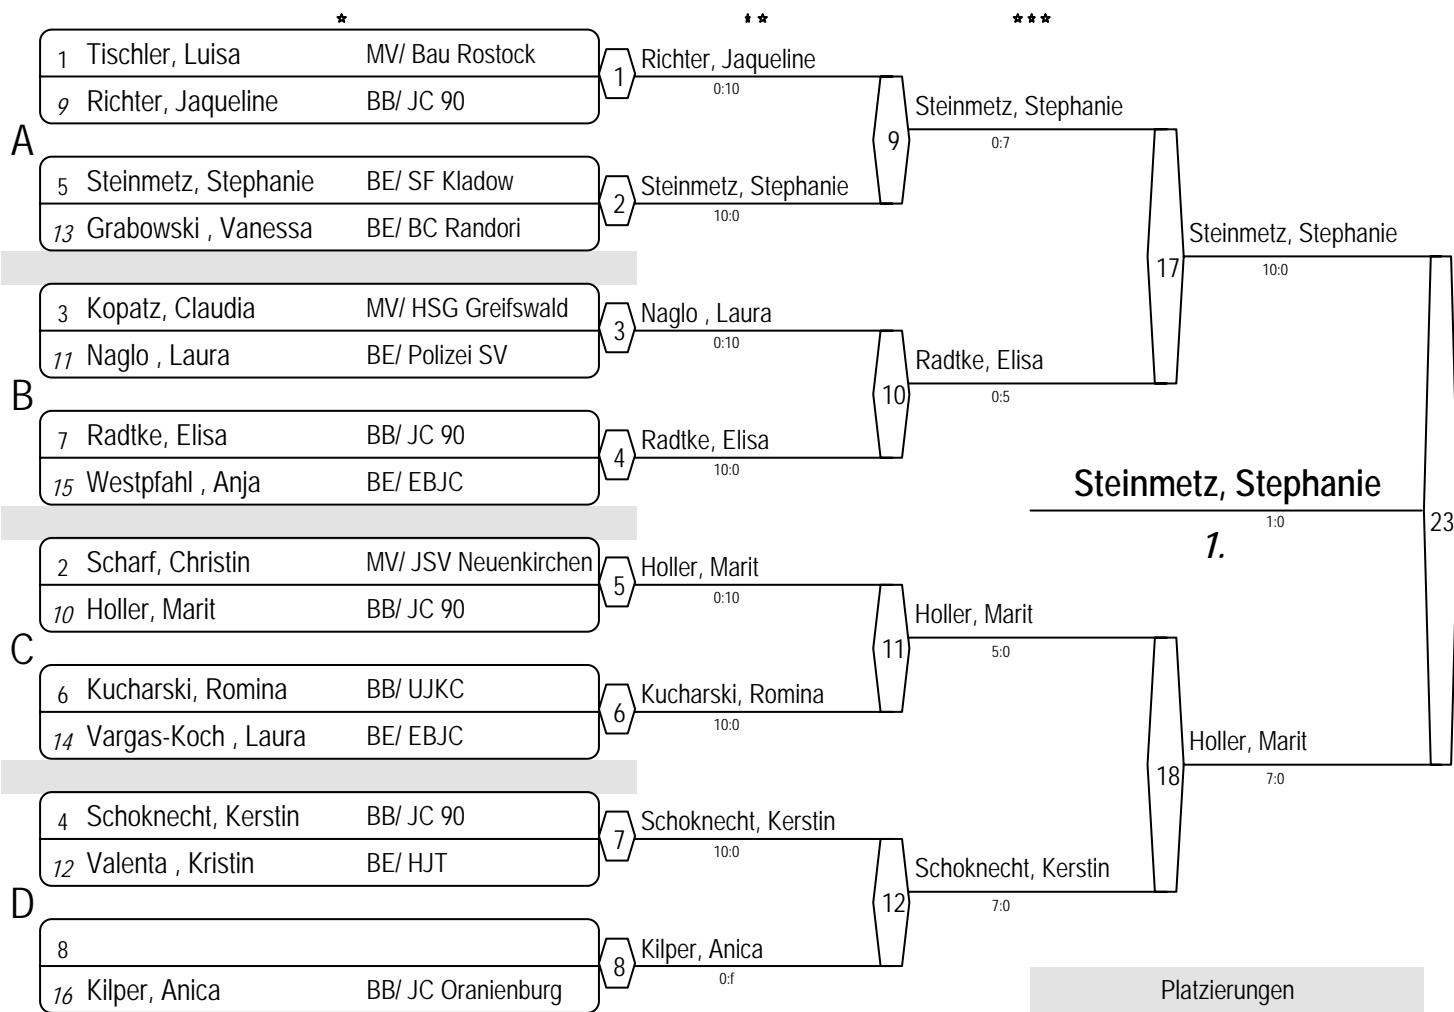 1 Tischler, Luisa MV/ Bau Rostock
9 Richter, Jaqueline BB/ JC 90
1 Richter, Jaqueline
0:10
A
5 Steinmetz, Stephanie BE/ SF Kladow
13 Grabowski , Vanessa BE/ BC Randori
2 Steinmetz, Stephanie
10:0
9 Steinmetz, Stephanie
0:7
3 Kopatz, Claudia MV/ HSG Greifswald
11 Naglo , Laura BE/ Polizei SV
3 Naglo , Laura
0:10
B
7 Radtke, Elisa BB/ JC 90
15 Westpfahl , Anja BE/ EBJC
4 Radtke, Elisa
10:0
10 Radtke, Elisa
0:5
17 Steinmetz, Stephanie
10:0
2 Scharf, Christin MV/ JSV Neuenkirchen
10 Holler, Marit BB/ JC 90
5 Holler, Marit
0:10
C
6 Kucharski, Romina BB/ UJKC
14 Vargas-Koch , Laura BE/ EBJC
6 Kucharski, Romina
10:0
11 Holler, Marit
5:0
4 Schoknecht, Kerstin BB/ JC 90
12 Valenta , Kristin BE/ HJT
7 Schoknecht, Kerstin
10:0
D
8
16 Kilper, Anica BB/ JC Oranienburg
8 Kilper, Anica
0:f
12 Schoknecht, Kerstin
7:0
18 Holler, Marit
7:0
23 Steinmetz, Stephanie
1:0
1.
Platzierungen